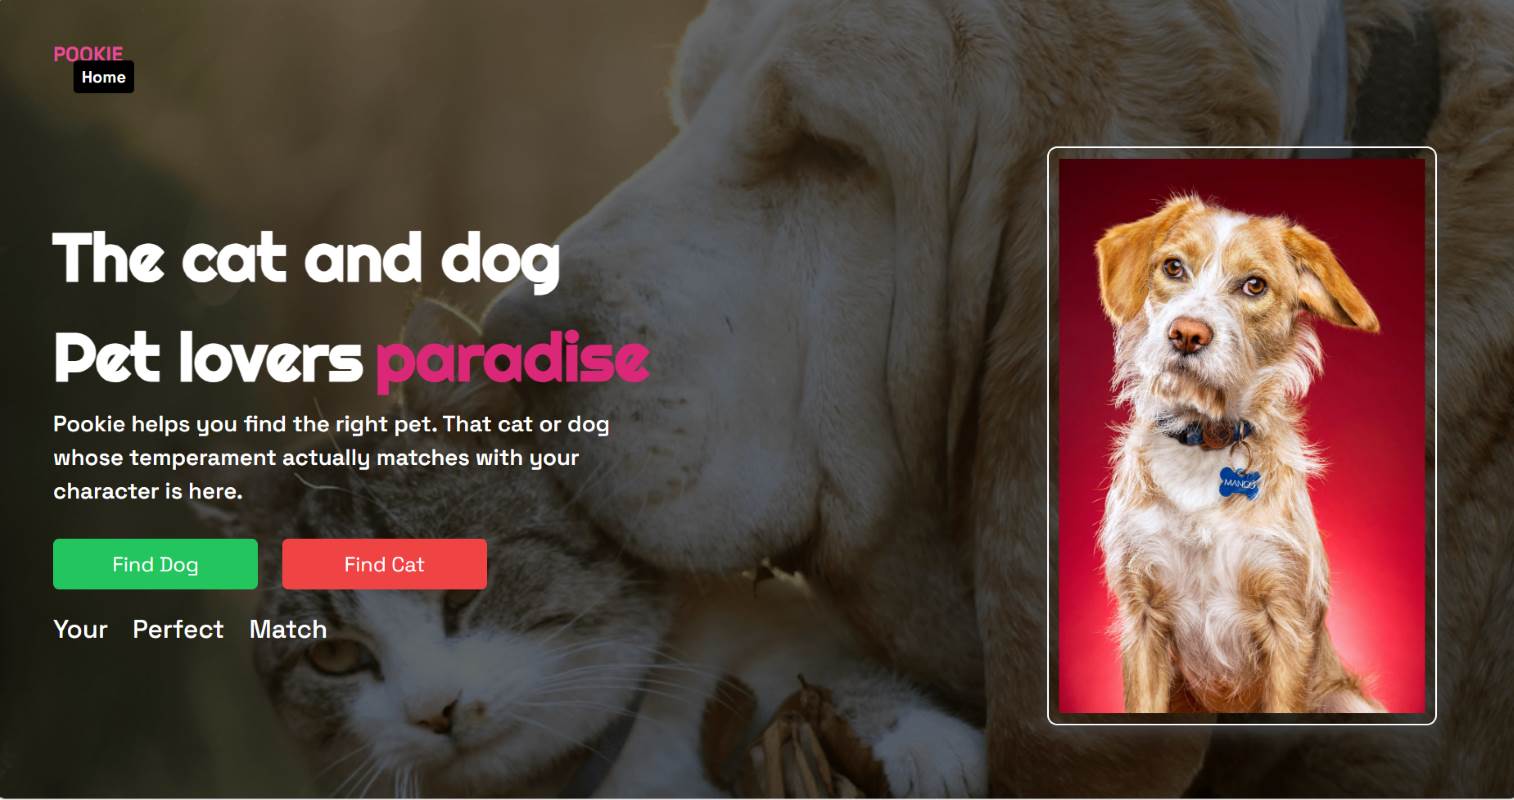 POOKIE
Home
The cat and dog
Pet lovers paradise
Pookie helps you find the right pet. That cat or dog
whose temperament actually matches with your
character is here.
Find Dog
Find Cat
Your Perfect Match
MANGO